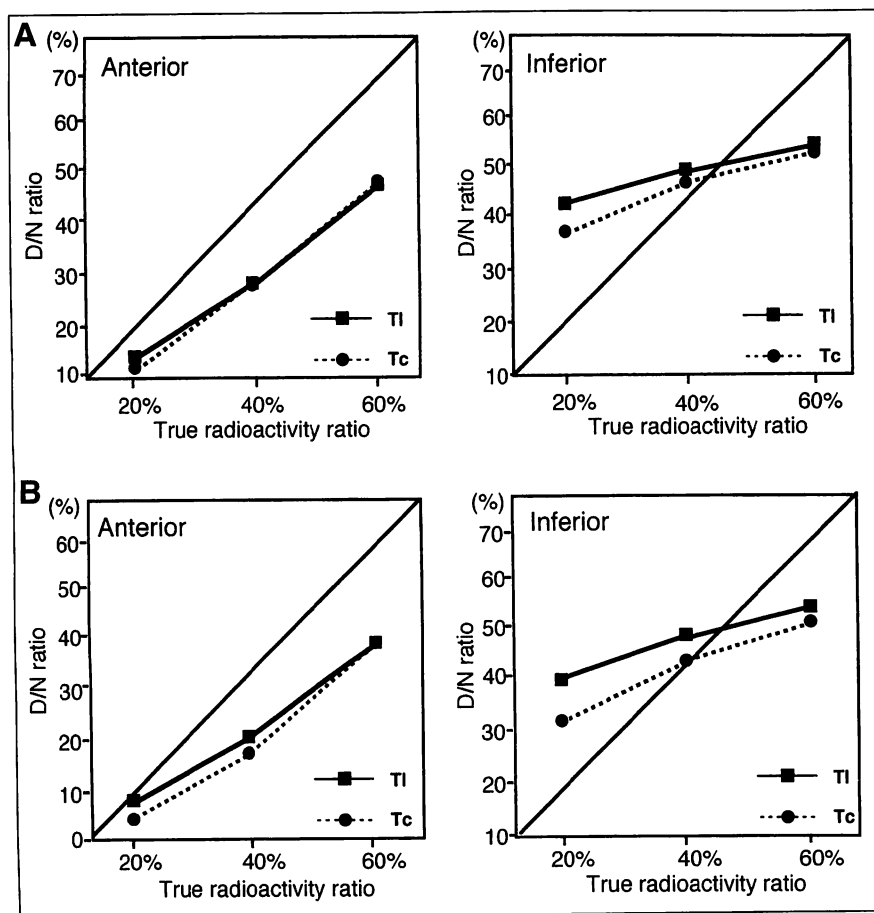 A (%)
Anterior
70
60
50
40
30
20
10
D/N ratio
20% 40% 60%
True radioactivity ratio
Tl
Tc
(%)
Inferior
70
60
50
40
30
20
10
D/N ratio
20% 40% 60%
True radioactivity ratio
Tl
Tc
B (%)
Anterior
60
50
40
30
20
10
0
D/N ratio
20% 40% 60%
True radioactivity ratio
Tl
Tc
(%)
Inferior
70
60
50
40
30
20
10
D/N ratio
20% 40% 60%
True radioactivity ratio
Tl
Tc